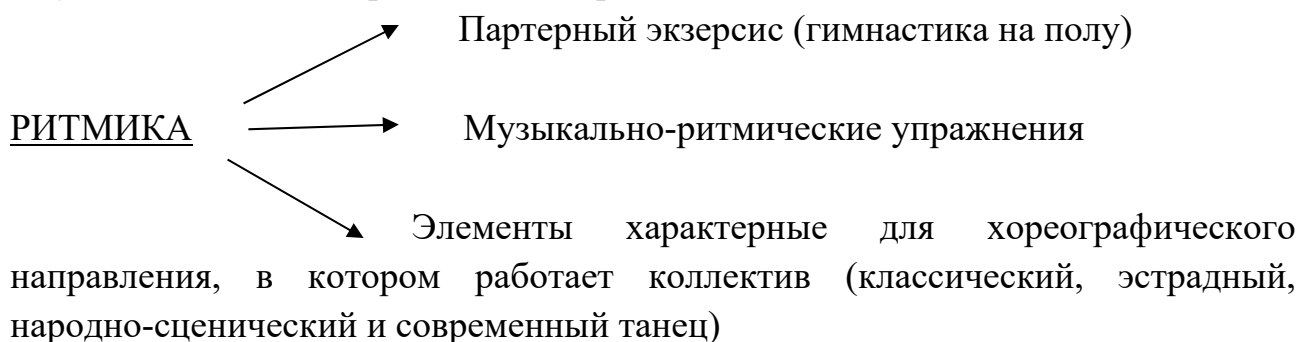 Партерный экзерсис (гимнастика на полу)
РИТМИКА Музыкально-ритмические упражнения
Элементы характерные для хореографического
направления, в котором работает коллектив (классический, эстрадный,
народно-сценический и современный танец)